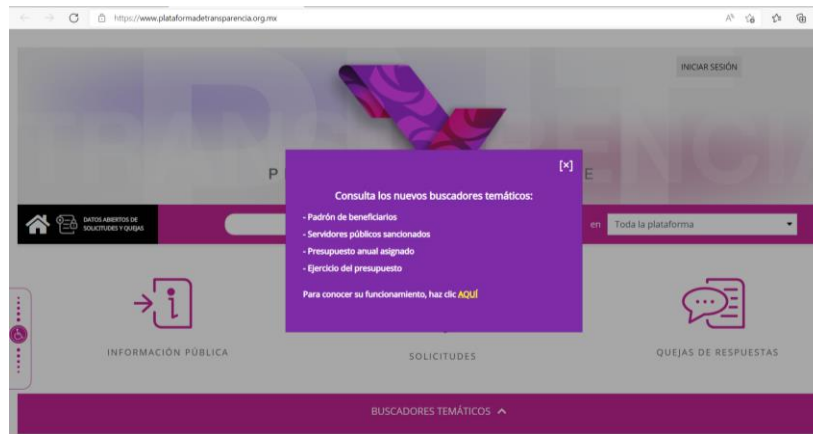 https://www.plataformadetransparencia.org.mx
INICIAR SESIÓN
[×]
Consulta los nuevos buscadores temáticos:
- Padrón de beneficiarios
- Servidores públicos sancionados
- Presupuesto anual asignado
- Ejercicio del presupuesto
Para conocer su funcionamiento, haz clic AQUÍ
DATOS ABIERTOS DE
SOLICITUDES Y QUEJAS
en
Toda la plataforma
INFORMACIÓN PÚBLICA
SOLICITUDES
QUEJAS DE RESPUESTAS
BUSCADORES TEMÁTICOS